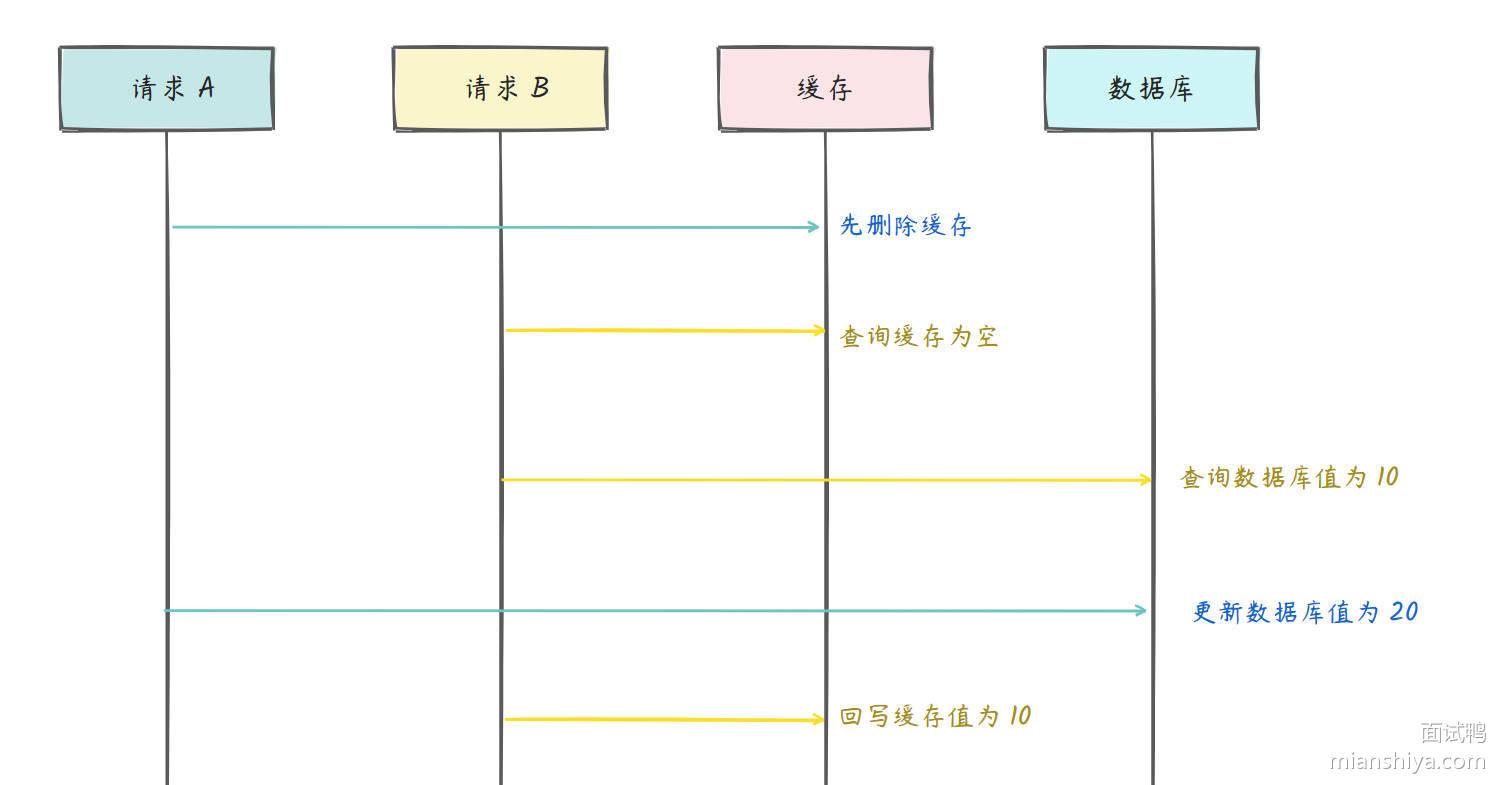 请求 A
请求 B
缓存
数据库
先删除缓存
查询缓存为空
查询数据库值为 10
更新数据库值为 20
回写缓存值为 10
面试鸭
mianshiya.com